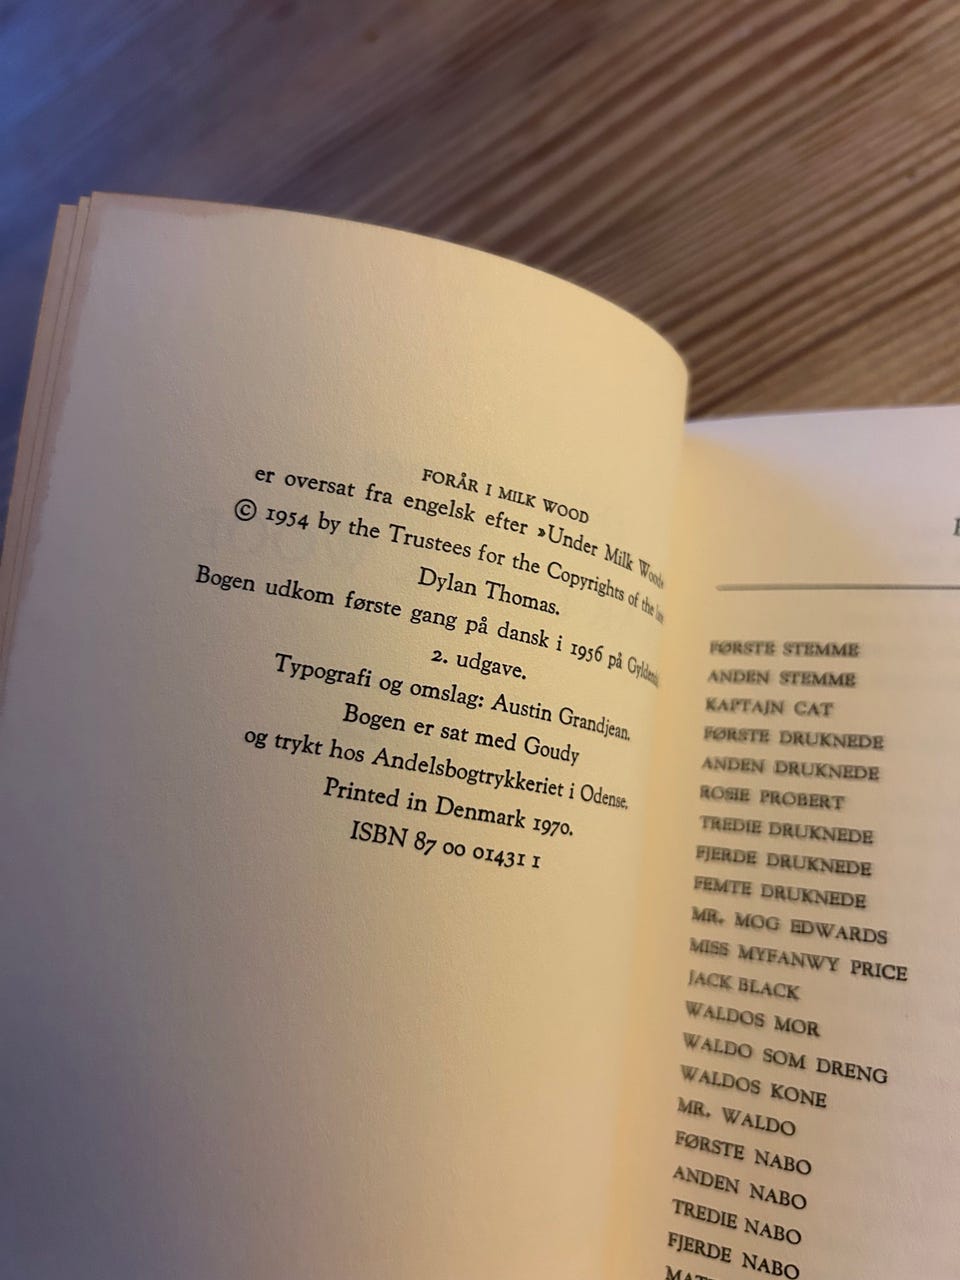 FORÅR I MILK WOOD
er oversat fra engelsk efter »Under Milk Wood«
© 1954 by the Trustees for the Copyrights of the late
Dylan Thomas.
Bogen udkom første gang på dansk i 1956 på
2. udgave.
Typografi og omslag: Austin Grandjean.
Bogen er sat med Goudy
og trykt hos Andelsbogtrykkeriet i Odense.
Printed in Denmark 1970.
ISBN 87 00 01431 1
FØRSTE STEMME
ANDEN STEMME
KAPTAJN CAT
FØRSTE DRUKNEDE
ANDEN DRUKNEDE
ROSIE PROBERT
TREDIE DRUKNEDE
FJERDE DRUKNEDE
FEMTE DRUKNEDE
MR. MOG EDWARDS
MISS MYFANWY PRICE
JACK BLACK
WALDOS MOR
WALDO SOM DRENG
WALDOS KONE
MR. WALDO
FØRSTE NABO
ANDEN NABO
TREDIE NABO
FJERDE NABO